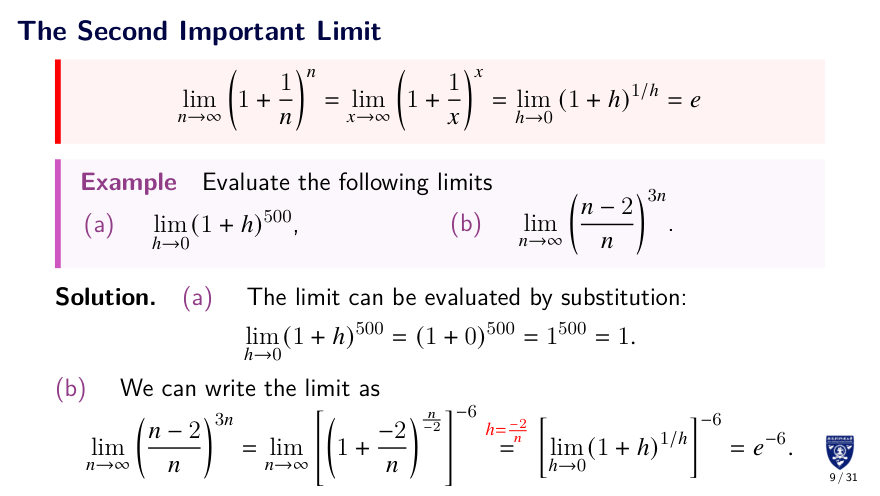 The Second Important Limit
lim_{n→∞} (1 + 1/n)^n = lim_{x→∞} (1 + 1/x)^x = lim_{h→0} (1 + h)^{1/h} = e
Example Evaluate the following limits
(a) lim_{h→0} (1 + h)^{500}, (b) lim_{n→∞} ((n − 2)/n)^{3n}.
Solution. (a) The limit can be evaluated by substitution:
lim_{h→0} (1 + h)^{500} = (1 + 0)^{500} = 1^{500} = 1.
(b) We can write the limit as
lim_{n→∞} ((n − 2)/n)^{3n} = lim_{n→∞} [(1 + −2/n)^{n/−2}]^{−6} =^{h=−2/n} [lim_{h→0} (1 + h)^{1/h}]^{−6} = e^{−6}.
9 / 31